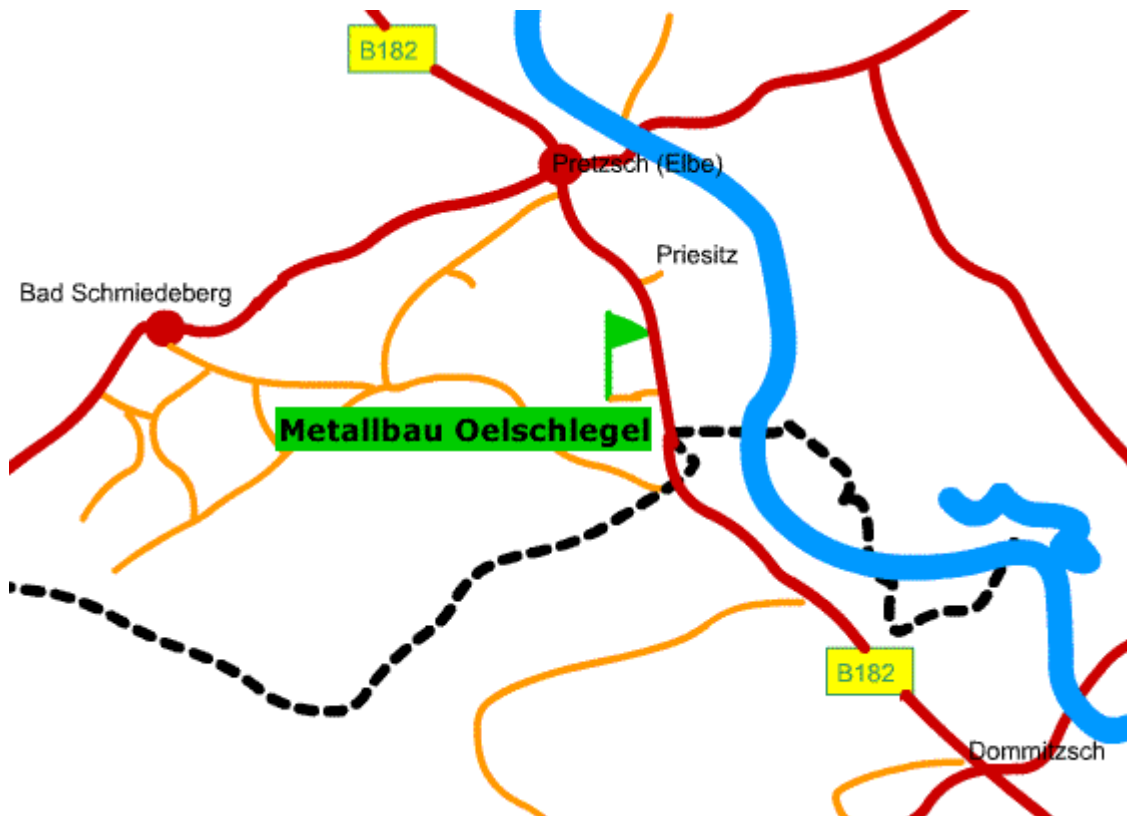 B182
Pretzsch (Elbe)
Priesitz
Bad Schmiedeberg
Metallbau Oelschlegel
B182
Dommitzsch